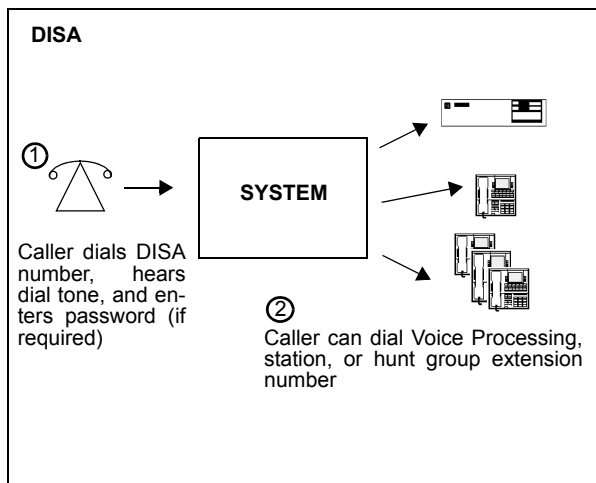 DISA
1
SYSTEM
Caller dials DISA
number, hears
dial tone, and en-
ters password (if
required)
2
Caller can dial Voice Processing,
station, or hunt group extension
number